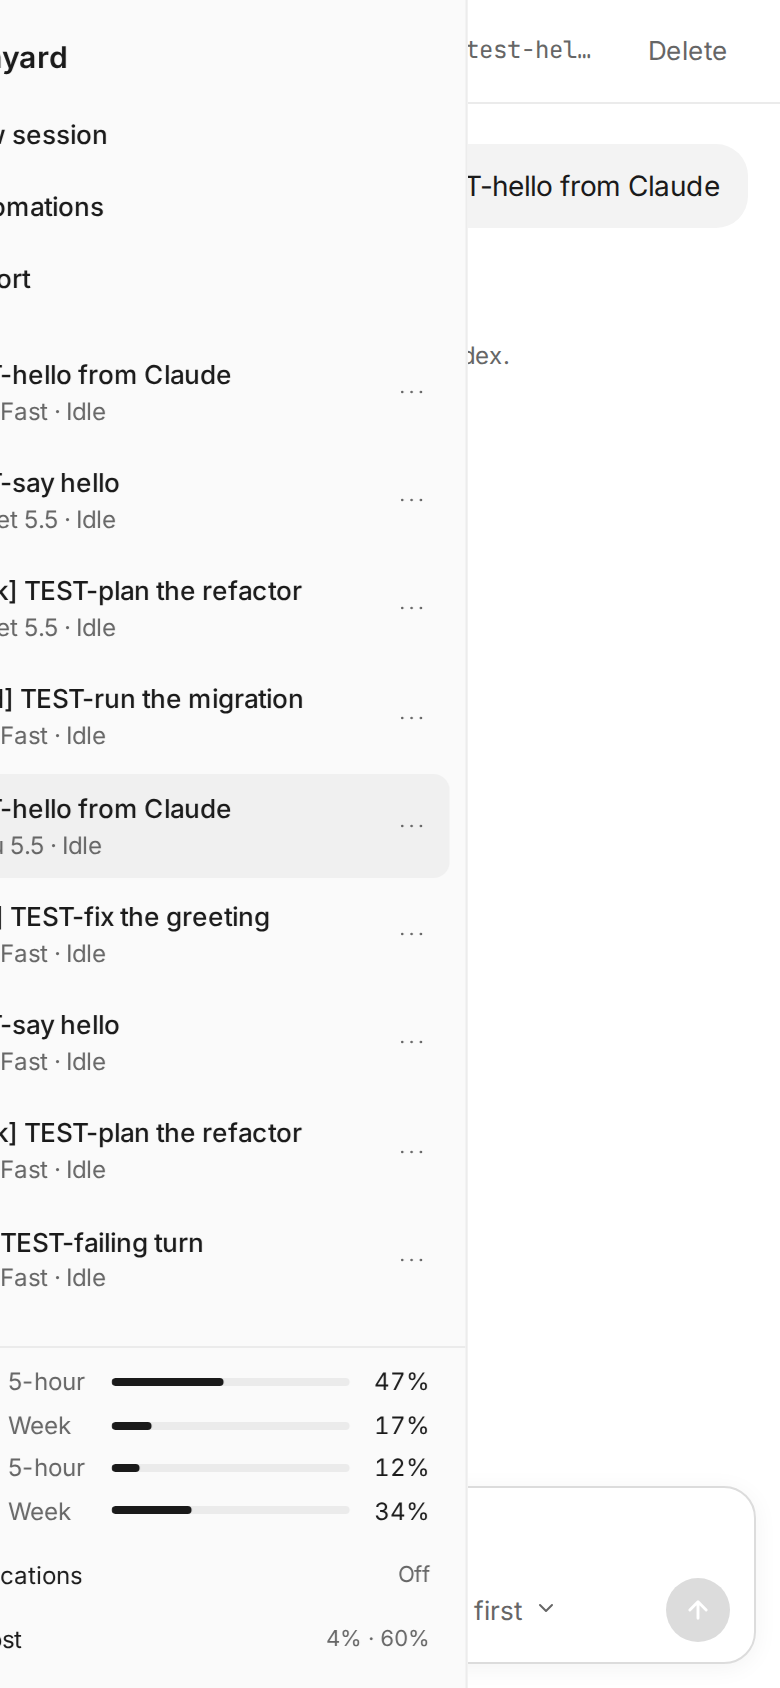 yard
session
omations
ort
-hello from Claude
Fast · Idle
-say hello
et 5.5 · Idle
k] TEST-plan the refactor
et 5.5 · Idle
] TEST-run the migration
Fast · Idle
-hello from Claude
5.5 · Idle
] TEST-fix the greeting
Fast · Idle
-say hello
Fast · Idle
k] TEST-plan the refactor
Fast · Idle
TEST-failing turn
Fast · Idle
5-hour 47%
Week 17%
5-hour 12%
Week 34%
cations Off
ost 4% · 60%
test-hel… Delete
T-hello from Claude
dex.
first